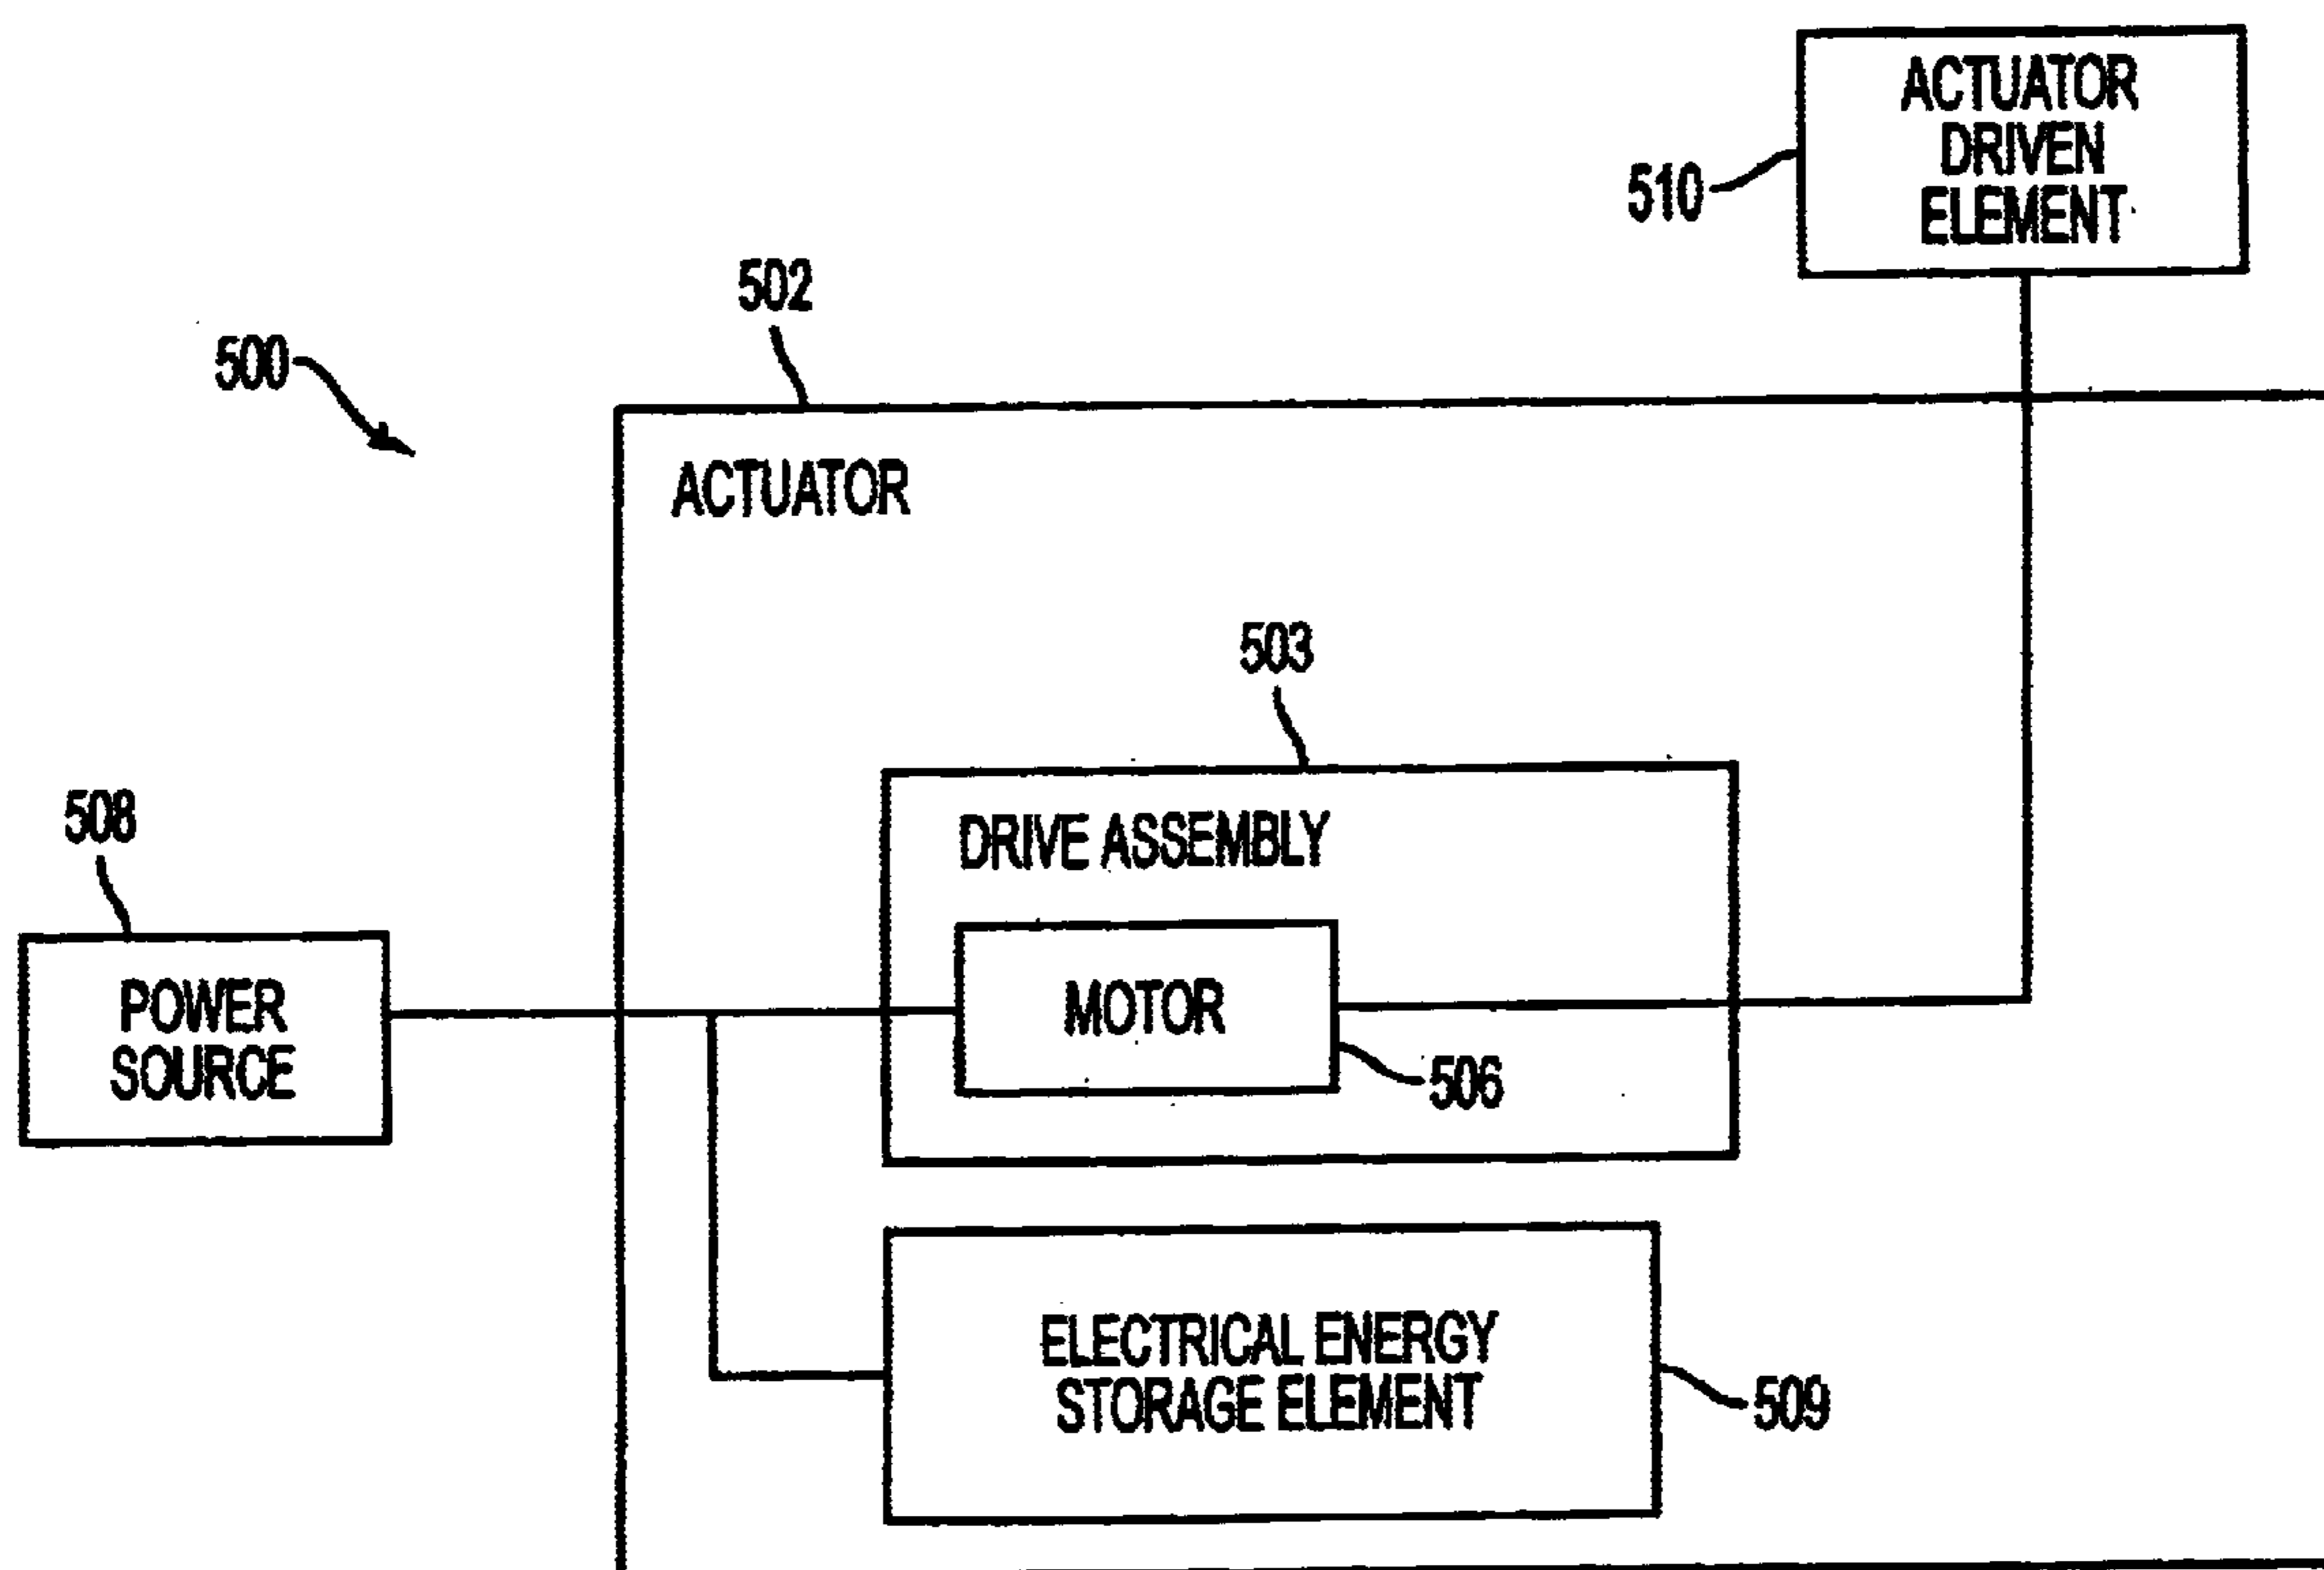 ACTUATOR
DRIVEN
ELEMENT
510
502
500
ACTUATOR
503
508
DRIVE ASSEMBLY
POWER
SOURCE
MOTOR
506
ELECTRICAL ENERGY
STORAGE ELEMENT
509